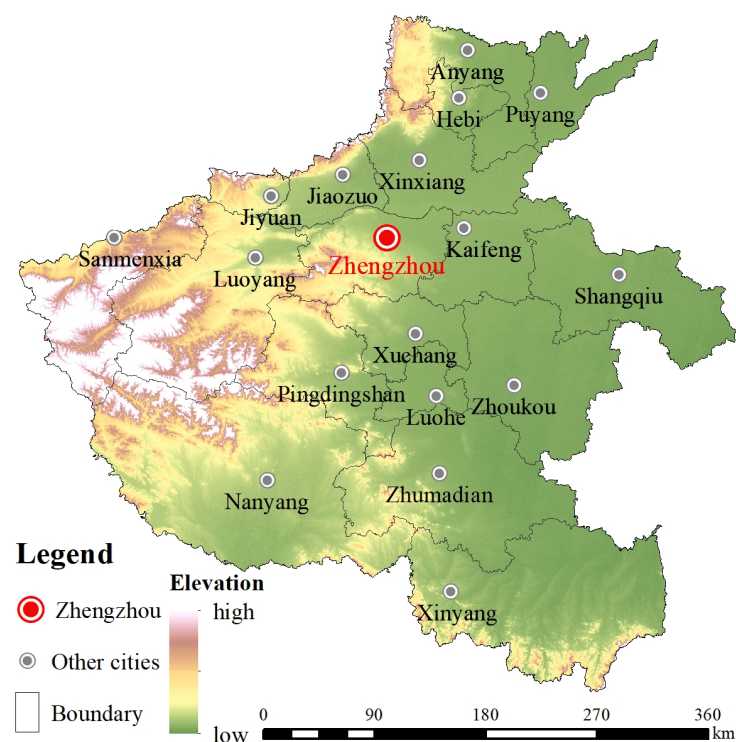 Anyang
Hebi
Puyang
Xinxiang
Jiaozuo
Jiyuan
Sanmenxia
Kaifeng
Zhengzhou
Luoyang
Shangqiu
Xuchang
Pingdingshan
Zhoukou
Luohe
Nanyang
Zhumadian
Xinyang
Legend
Zhengzhou
Other cities
Boundary
Elevation
high
low
0 90 180 270 360
km